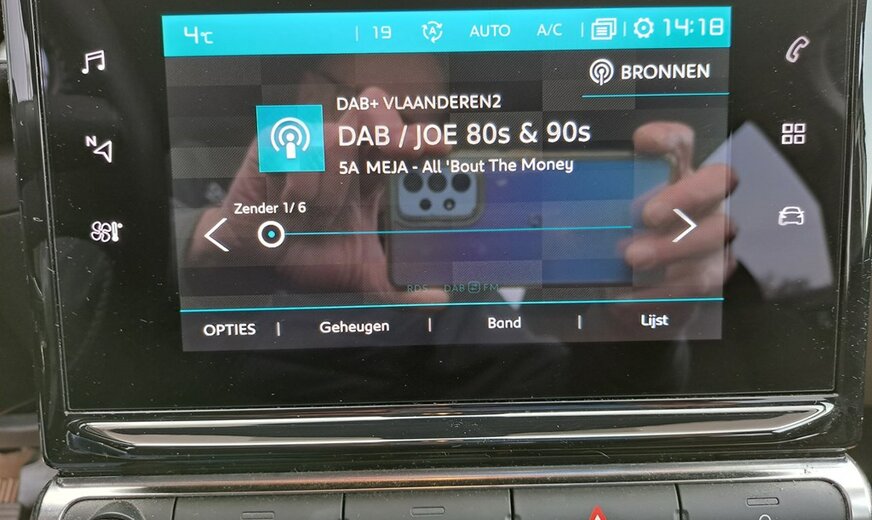 4℃ | 19 A AUTO A/C | | 14:18
BRONNEN
DAB+ VLAANDEREN2
DAB / JOE 80s & 90s
5A MEJA - All 'Bout The Money
Zender 1/ 6
N
RDS DAB FM
OPTIES | Geheugen | Band | Lijst